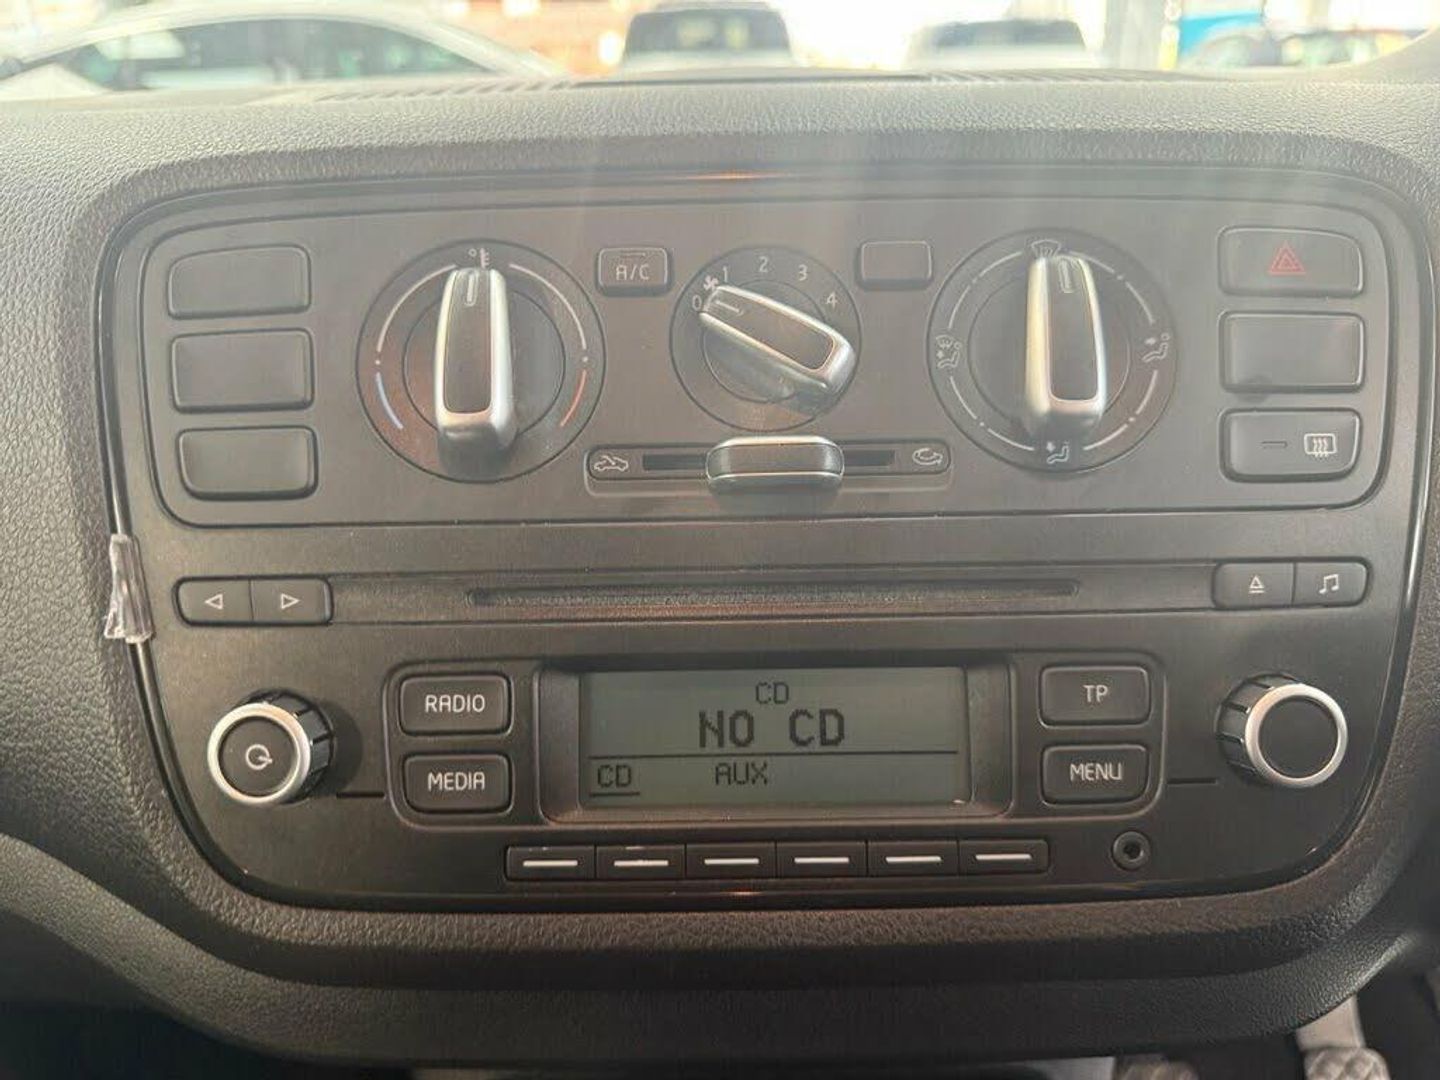 A/C
0 1 2 3 4
RADIO
CD
TP
NO CD
MEDIA
CD AUX
MENU